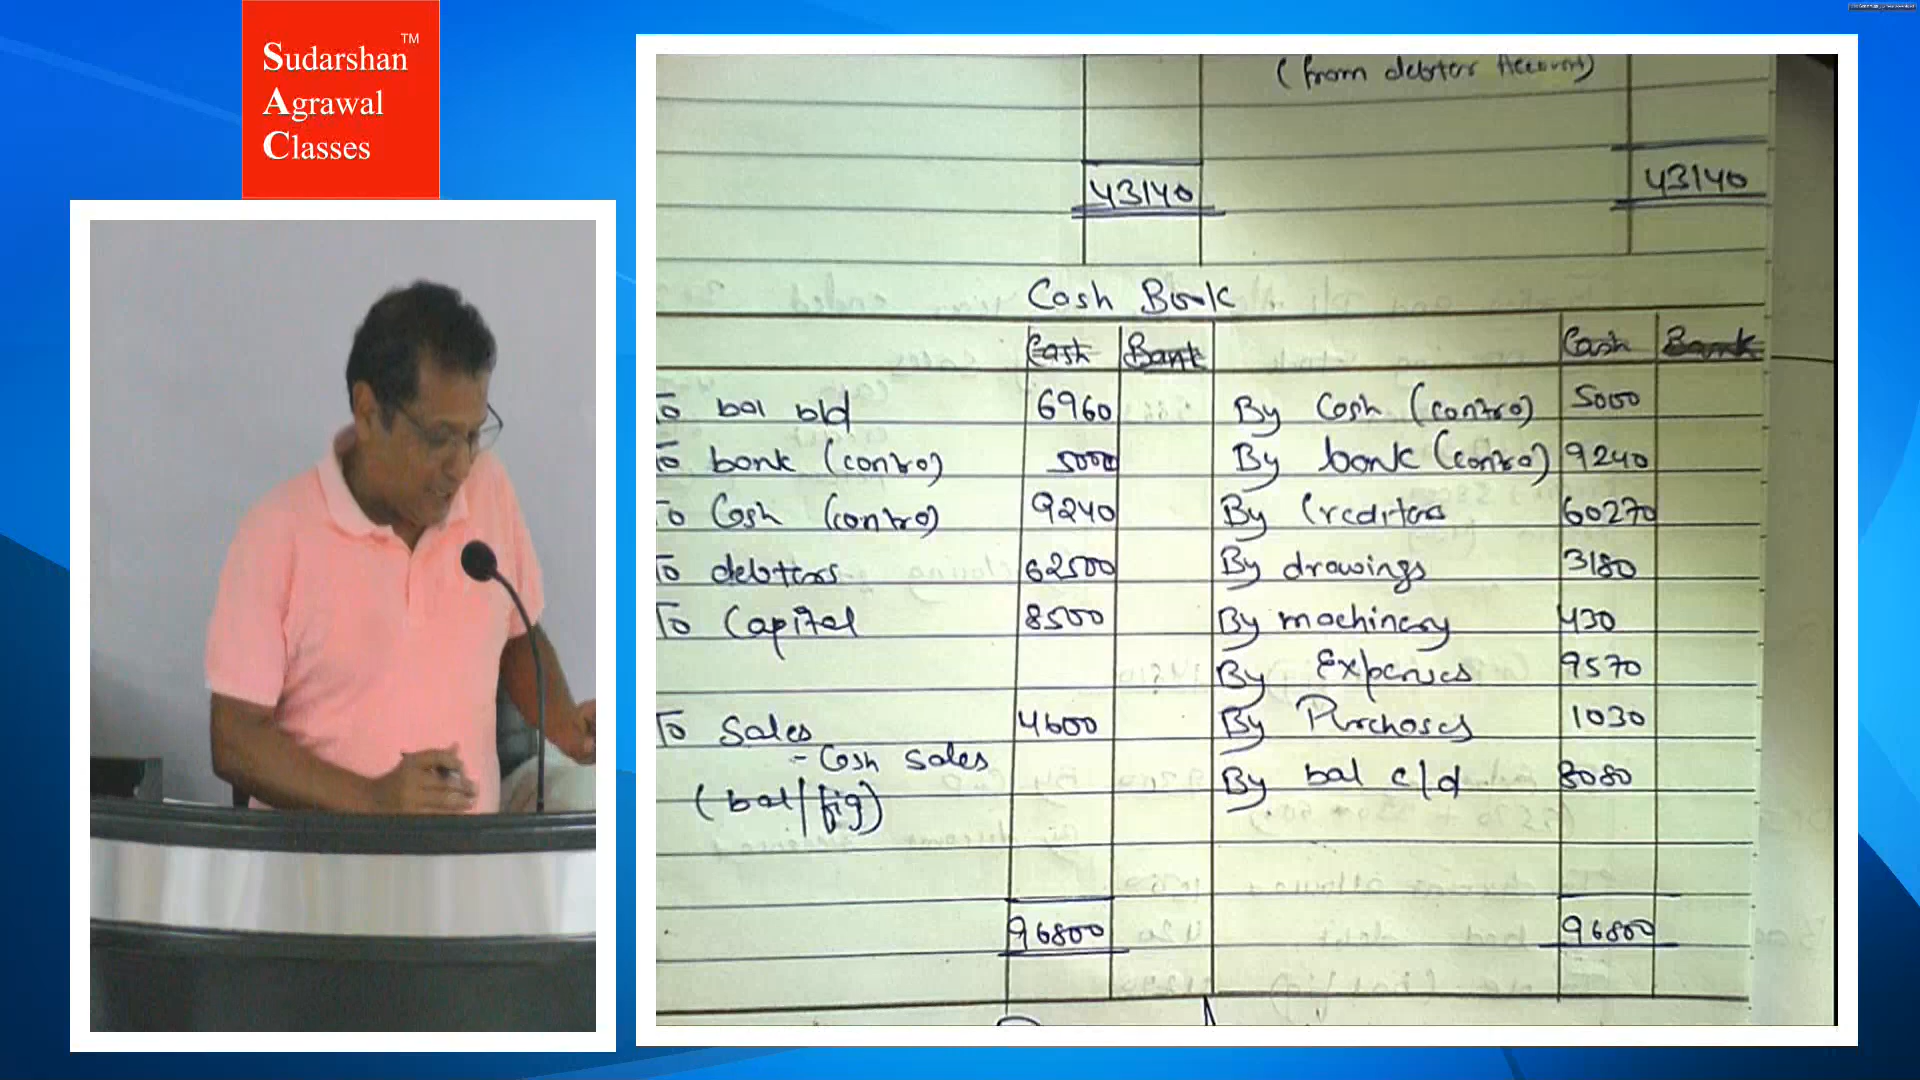 Sudarshan TM
Agrawal
Classes
(from debtors Account)
43140 43140
Cash Book
Cash Bank Cash Bank
To bal b/d 6960 By Cash (contra) 5000
To bank (contra) 5000 By bank (contra) 9240
To Cash (contra) 9240 By Creditors 60270
To debtors 62500 By drawings 3180
To Capital 8500 By machinery 430
By Expenses 9570
To Sales 4600 By Purchases 1030
- Cash Sales
(bal/fig) By bal c/d 8080
96800 96800